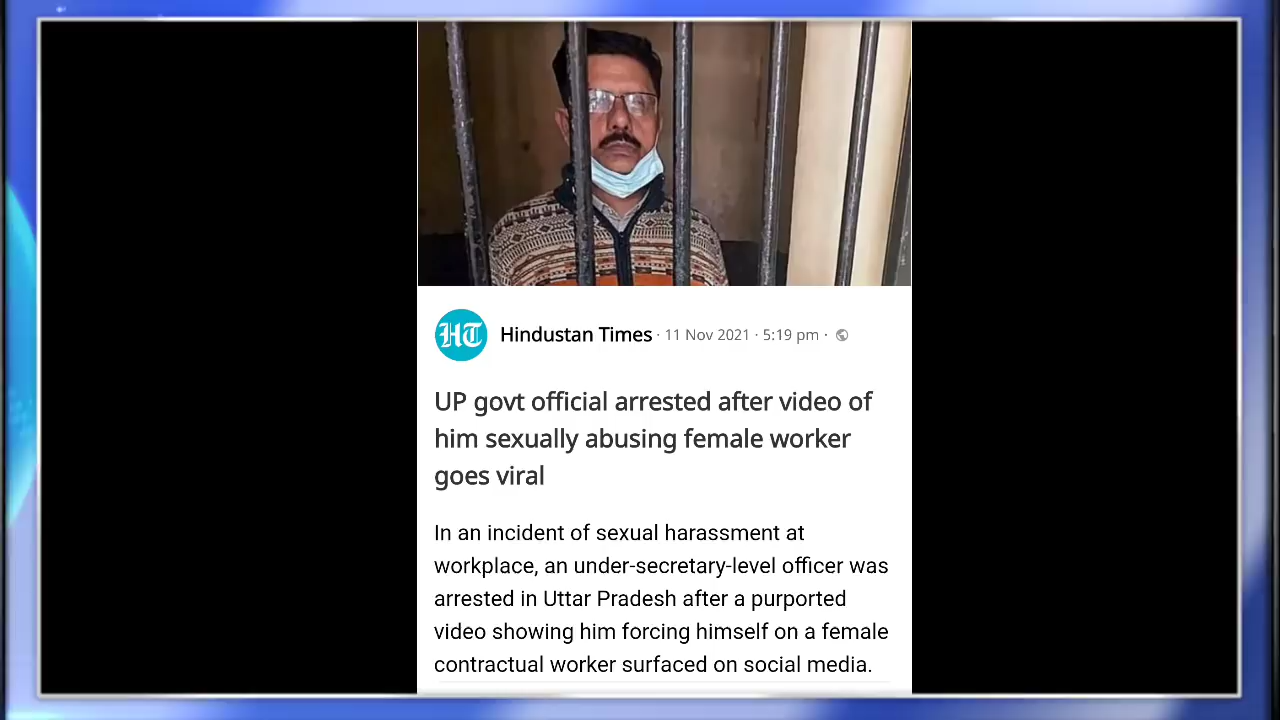 HT
Hindustan Times · 11 Nov 2021 · 5:19 pm ·
UP govt official arrested after video of
him sexually abusing female worker
goes viral
In an incident of sexual harassment at
workplace, an under-secretary-level officer was
arrested in Uttar Pradesh after a purported
video showing him forcing himself on a female
contractual worker surfaced on social media.